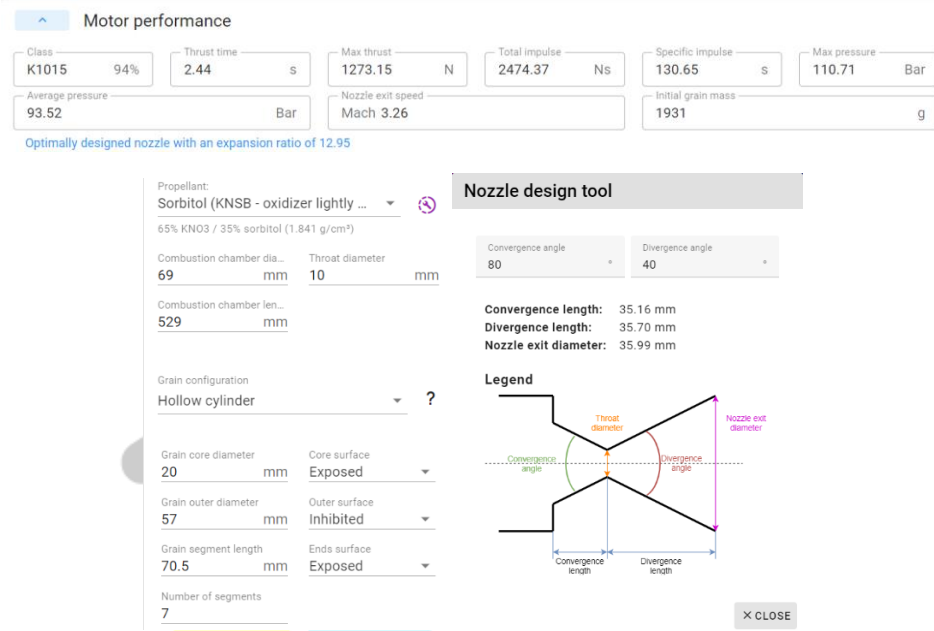 Motor performance
Class
K1015 94%
Thrust time
2.44 s
Max thrust
1273.15 N
Total impulse
2474.37 Ns
Specific impulse
130.65 s
Max pressure
110.71 Bar
Average pressure
93.52 Bar
Nozzle exit speed
Mach 3.26
Initial grain mass
1931 g
Optimally designed nozzle with an expansion ratio of 12.95
Propellant:
Sorbitol (KNSB - oxidizer lightly ...
65% KNO3 / 35% sorbitol (1.841 g/cm³)
Combustion chamber dia...
69 mm
Throat diameter
10 mm
Combustion chamber len...
529 mm
Grain configuration
Hollow cylinder
?
Grain core diameter
20 mm
Core surface
Exposed
Grain outer diameter
57 mm
Outer surface
Inhibited
Grain segment length
70.5 mm
Ends surface
Exposed
Number of segments
7
Nozzle design tool
Convergence angle
80 °
Divergence angle
40 °
Convergence length: 35.16 mm
Divergence length: 35.70 mm
Nozzle exit diameter: 35.99 mm
Legend
Throat
diameter
Nozzle exit
diameter
Convergence
angle
Divergence
angle
Convergence
length
Divergence
length
× CLOSE